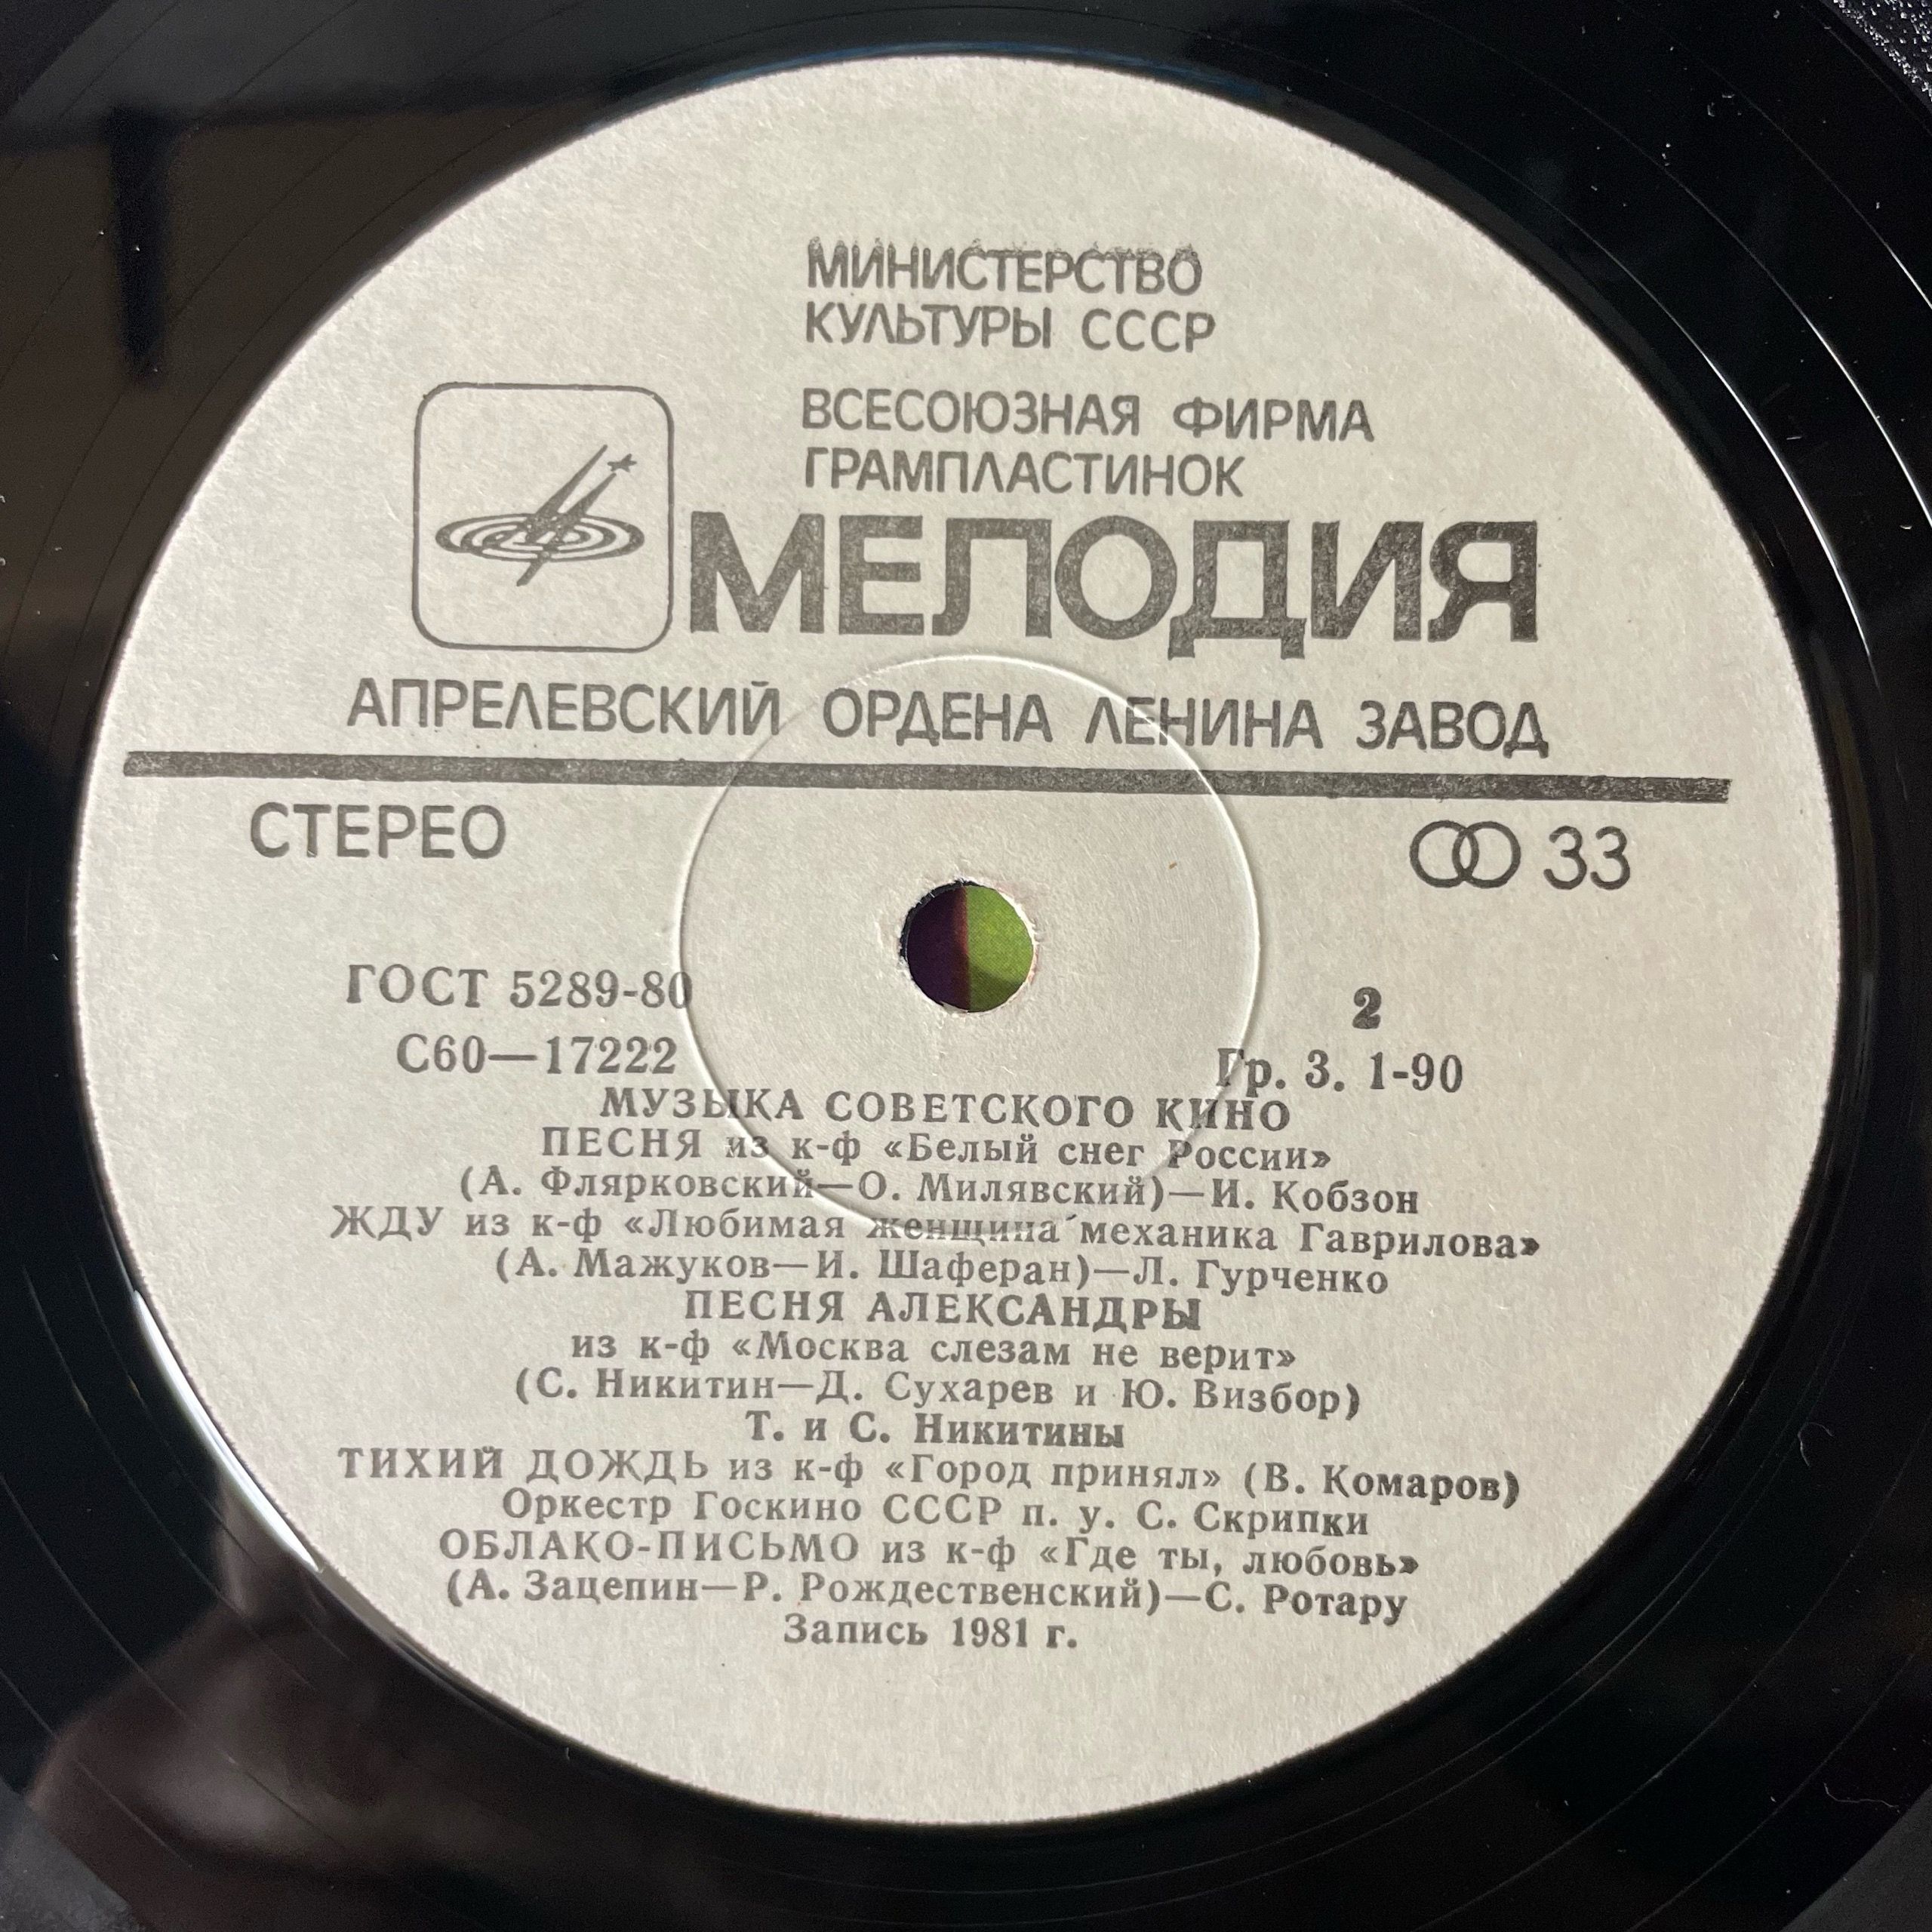 МИНИСТЕРСТВО
КУЛЬТУРЫ СССР
ВСЕСОЮЗНАЯ ФИРМА
ГРАМПЛАСТИНОК
МЕЛОДИЯ
АПРЕЛЕВСКИЙ ОРДЕНА ЛЕНИНА ЗАВОД
СТЕРЕО
33
ГОСТ 5289-80
2
С60—17222
Гр. 3. 1-90
МУЗЫКА СОВЕТСКОГО КИНО
ПЕСНЯ из к-ф «Белый снег России»
(А. Флярковский—О. Милявский)—И. Кобзон
ЖДУ из к-ф «Любимая женщина механика Гаврилова»
(А. Мажуков—И. Шаферан)—Л. Гурченко
ПЕСНЯ АЛЕКСАНДРЫ
из к-ф «Москва слезам не верит»
(С. Никитин—Д. Сухарев и Ю. Визбор)
Т. и С. Никитины
ТИХИЙ ДОЖДЬ из к-ф «Город принял» (В. Комаров)
Оркестр Госкино СССР п. у. С. Скрипки
ОБЛАКО-ПИСЬМО из к-ф «Где ты, любовь»
(А. Зацепин—Р. Рождественский)—С. Ротару
Запись 1981 г.